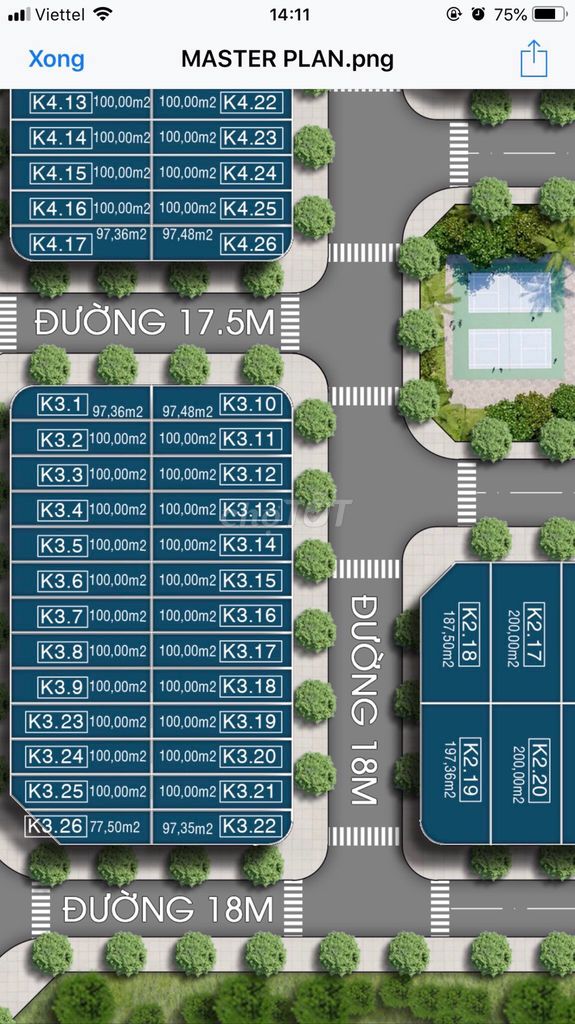 Viettel 14:11 75%
Xong MASTER PLAN.png
K4.13 100,00m2 100,00m2 K4.22
K4.14 100,00m2 100,00m2 K4.23
K4.15 100,00m2 100,00m2 K4.24
K4.16 100,00m2 100,00m2 K4.25
K4.17 97,36m2 97,48m2 K4.26
ĐƯỜNG 17.5M
K3.1 97,36m2 97,48m2 K3.10
K3.2 100,00m2 100,00m2 K3.11
K3.3 100,00m2 100,00m2 K3.12
K3.4 100,00m2 100,00m2 K3.13
chợTỐT
K3.5 100,00m2 100,00m2 K3.14
K3.6 100,00m2 100,00m2 K3.15
K3.7 100,00m2 100,00m2 K3.16
K3.8 100,00m2 100,00m2 K3.17
K3.9 100,00m2 100,00m2 K3.18
K3.23 100,00m2 100,00m2 K3.19
K3.24 100,00m2 100,00m2 K3.20
K3.25 100,00m2 100,00m2 K3.21
K3.26 77,50m2 97,35m2 K3.22
ĐƯỜNG 18M
K2.18
187,50m2
K2.17
200,00m2
K2.19
197,36m2
K2.20
200,00m2
ĐƯỜNG 18M